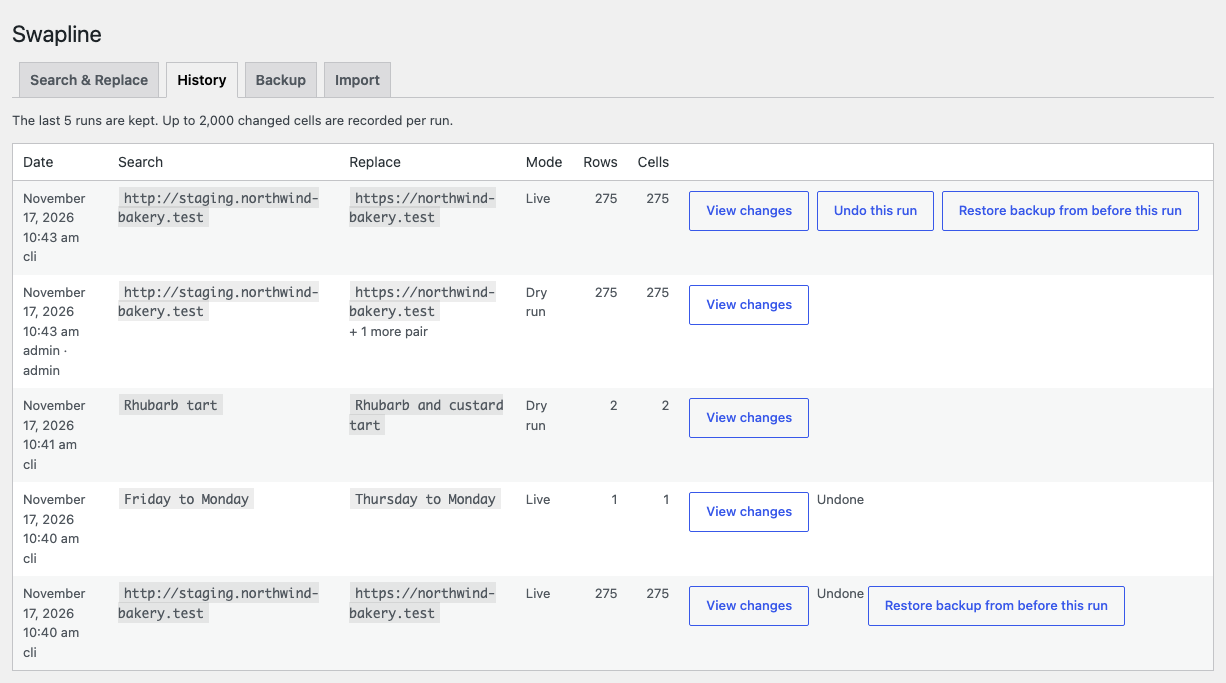 Swapline
Search & Replace
History
Backup
Import
The last 5 runs are kept. Up to 2,000 changed cells are recorded per run.
Date Search Replace Mode Rows Cells
November http://staging.northwind- https://northwind- Live 275 275 View changes Undo this run Restore backup from before this run
17, 2026 bakery.test bakery.test
10:43 am
cli
November http://staging.northwind- https://northwind- Dry 275 275 View changes
17, 2026 bakery.test bakery.test run
10:43 am + 1 more pair
admin ·
admin
November Rhubarb tart Rhubarb and custard Dry 2 2 View changes
17, 2026 tart run
10:41 am
cli
November Friday to Monday Thursday to Monday Live 1 1 View changes Undone
17, 2026
10:40 am
cli
November http://staging.northwind- https://northwind- Live 275 275 View changes Undone Restore backup from before this run
17, 2026 bakery.test bakery.test
10:40 am
cli